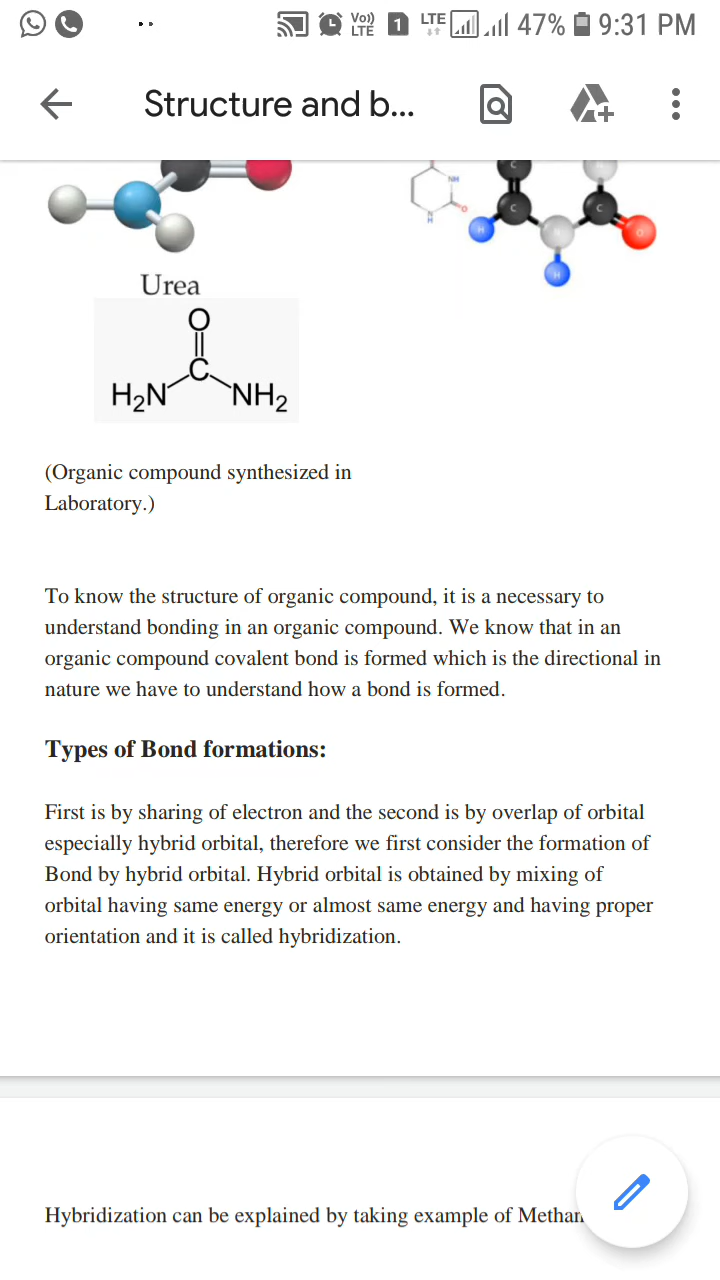 Vo)) LTE 1 LTE 47% 9:31 PM
Structure and b...
NH
O
N
H
C
C
C
H
O
H
Urea
O
C
H₂N NH₂
(Organic compound synthesized in
Laboratory.)
To know the structure of organic compound, it is a necessary to
understand bonding in an organic compound. We know that in an
organic compound covalent bond is formed which is the directional in
nature we have to understand how a bond is formed.
Types of Bond formations:
First is by sharing of electron and the second is by overlap of orbital
especially hybrid orbital, therefore we first consider the formation of
Bond by hybrid orbital. Hybrid orbital is obtained by mixing of
orbital having same energy or almost same energy and having proper
orientation and it is called hybridization.
Hybridization can be explained by taking example of Methan